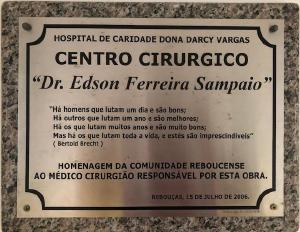 HOSPITAL DE CARIDADE DONA DARCY VARGAS
CENTRO CIRURGICO
"Dr. Edson Ferreira Sampaio"
"Há homens que lutam um dia e são bons;
Há outros que lutam um ano e são melhores;
Há os que lutam muitos anos e são muito bons;
Mas há os que lutam toda a vida, e estes são imprescindíveis"
( Bertold Brecht )
HOMENAGEM DA COMUNIDADE REBOUCENSE
AO MÉDICO CIRURGIÃO RESPONSÁVEL POR ESTA OBRA.
REBOUÇAS, 15 DE JULHO DE 2006.